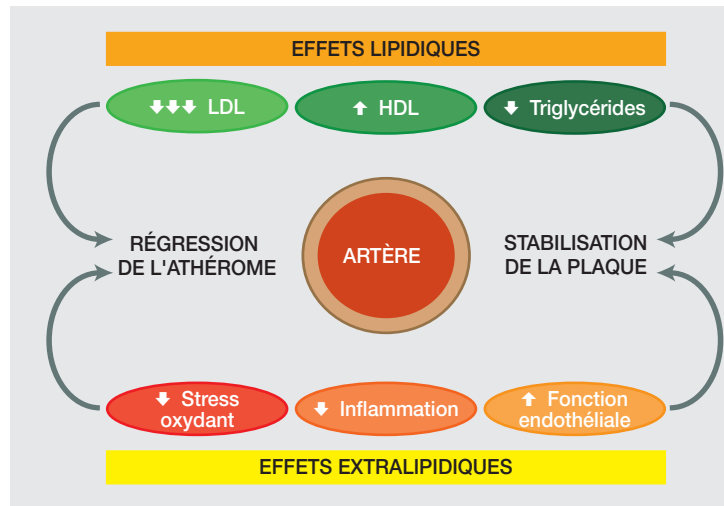 EFFETS LIPIDIQUES
LDL
HDL
Triglycérides
RÉGRESSION
DE L'ATHÉROME
ARTÈRE
STABILISATION
DE LA PLAQUE
Stress
oxydant
Inflammation
Fonction
endothéliale
EFFETS EXTRALIPIDIQUES